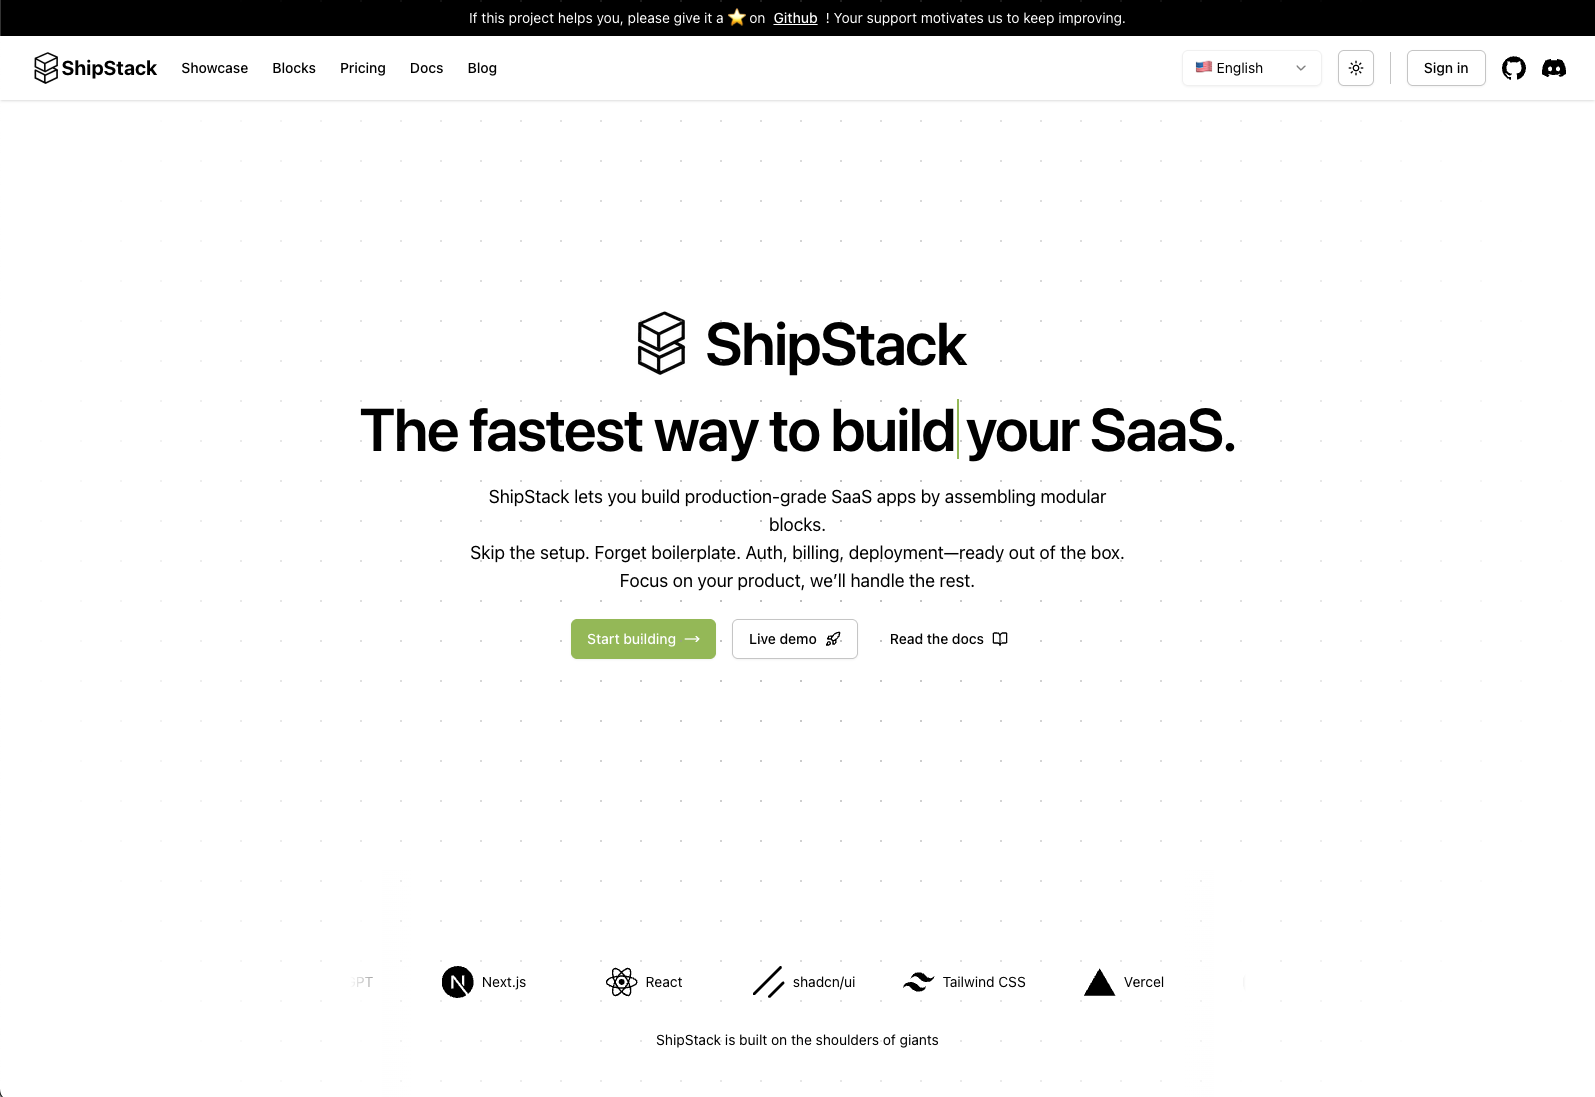 If this project helps you, please give it a ⭐ on Github ! Your support motivates us to keep improving.
ShipStack Showcase Blocks Pricing Docs Blog English Sign in
ShipStack
The fastest way to build your SaaS.
ShipStack lets you build production-grade SaaS apps by assembling modular
blocks.
Skip the setup. Forget boilerplate. Auth, billing, deployment—ready out of the box.
Focus on your product, we’ll handle the rest.
Start building → Live demo Read the docs
Next.js React shadcn/ui Tailwind CSS Vercel
ShipStack is built on the shoulders of giants